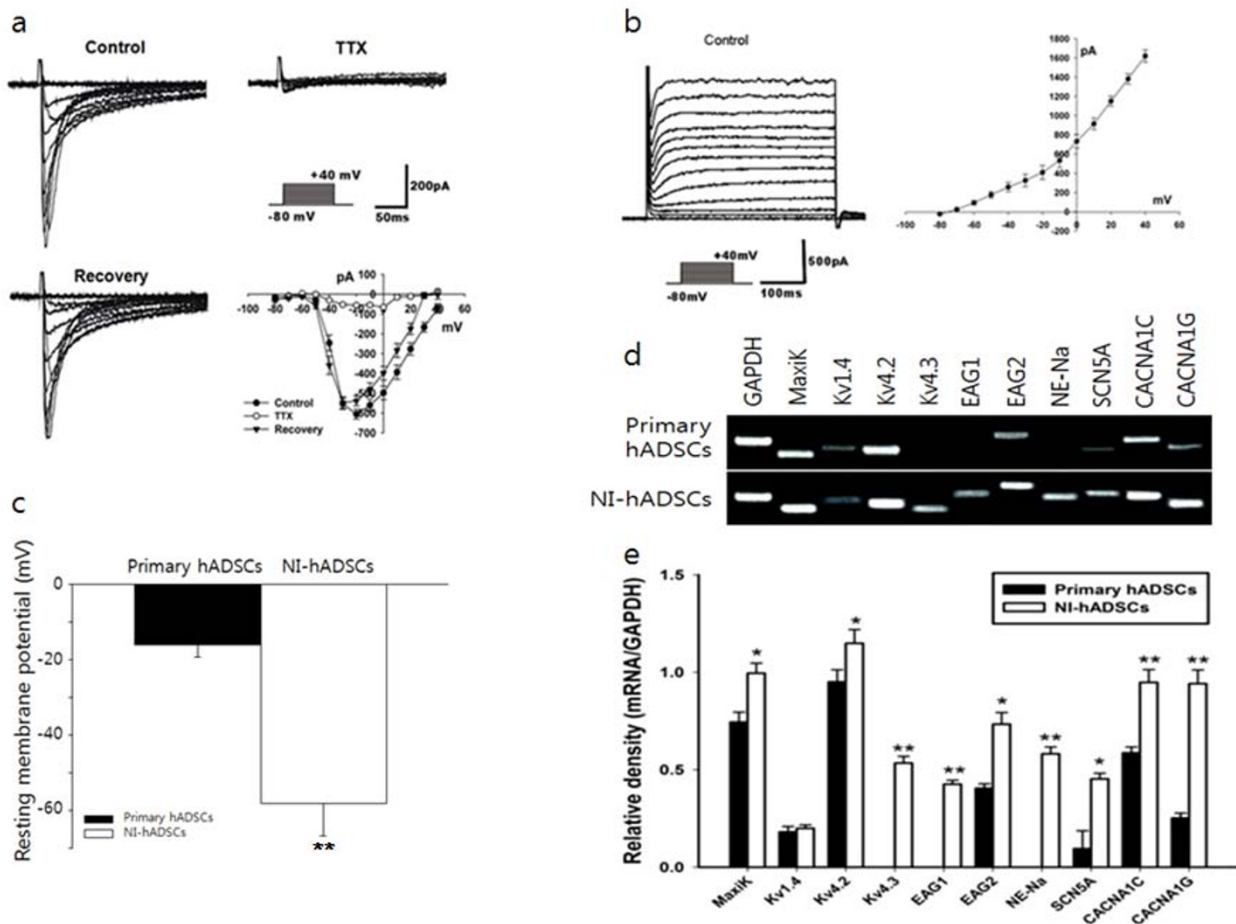 a
Control
TTX
+40 mV
-80 mV
200pA
50ms
Recovery
pA
100
0
-100
-200
-300
-400
-500
-600
-700
-100 -80 -60 -40 -20 0 20 40 60
mV
Control
TTX
Recovery
b
Control
+40mV
-80mV
500pA
100ms
pA
1800
1600
1400
1200
1000
800
600
400
200
0
-200
-100 -80 -60 -40 -20 0 20 40 60
mV
c
Resting membrane potential (mV)
Primary hADSCs NI-hADSCs
0
-20
-40
-60
Primary hADSCs
NI-hADSCs
**
d
GAPDH MaxiK Kv1.4 Kv4.2 Kv4.3 EAG1 EAG2 NE-Na SCN5A CACNA1C CACNA1G
Primary
hADSCs
NI-hADSCs
e
Relative density (mRNA/GAPDH)
1.5
1.0
0.5
0.0
Primary hADSCs
NI-hADSCs
* * ** ** * ** * ** **
MaxiK Kv1.4 Kv4.2 Kv4.3 EAG1 EAG2 NE-Na SCN5A CACNA1C CACNA1G